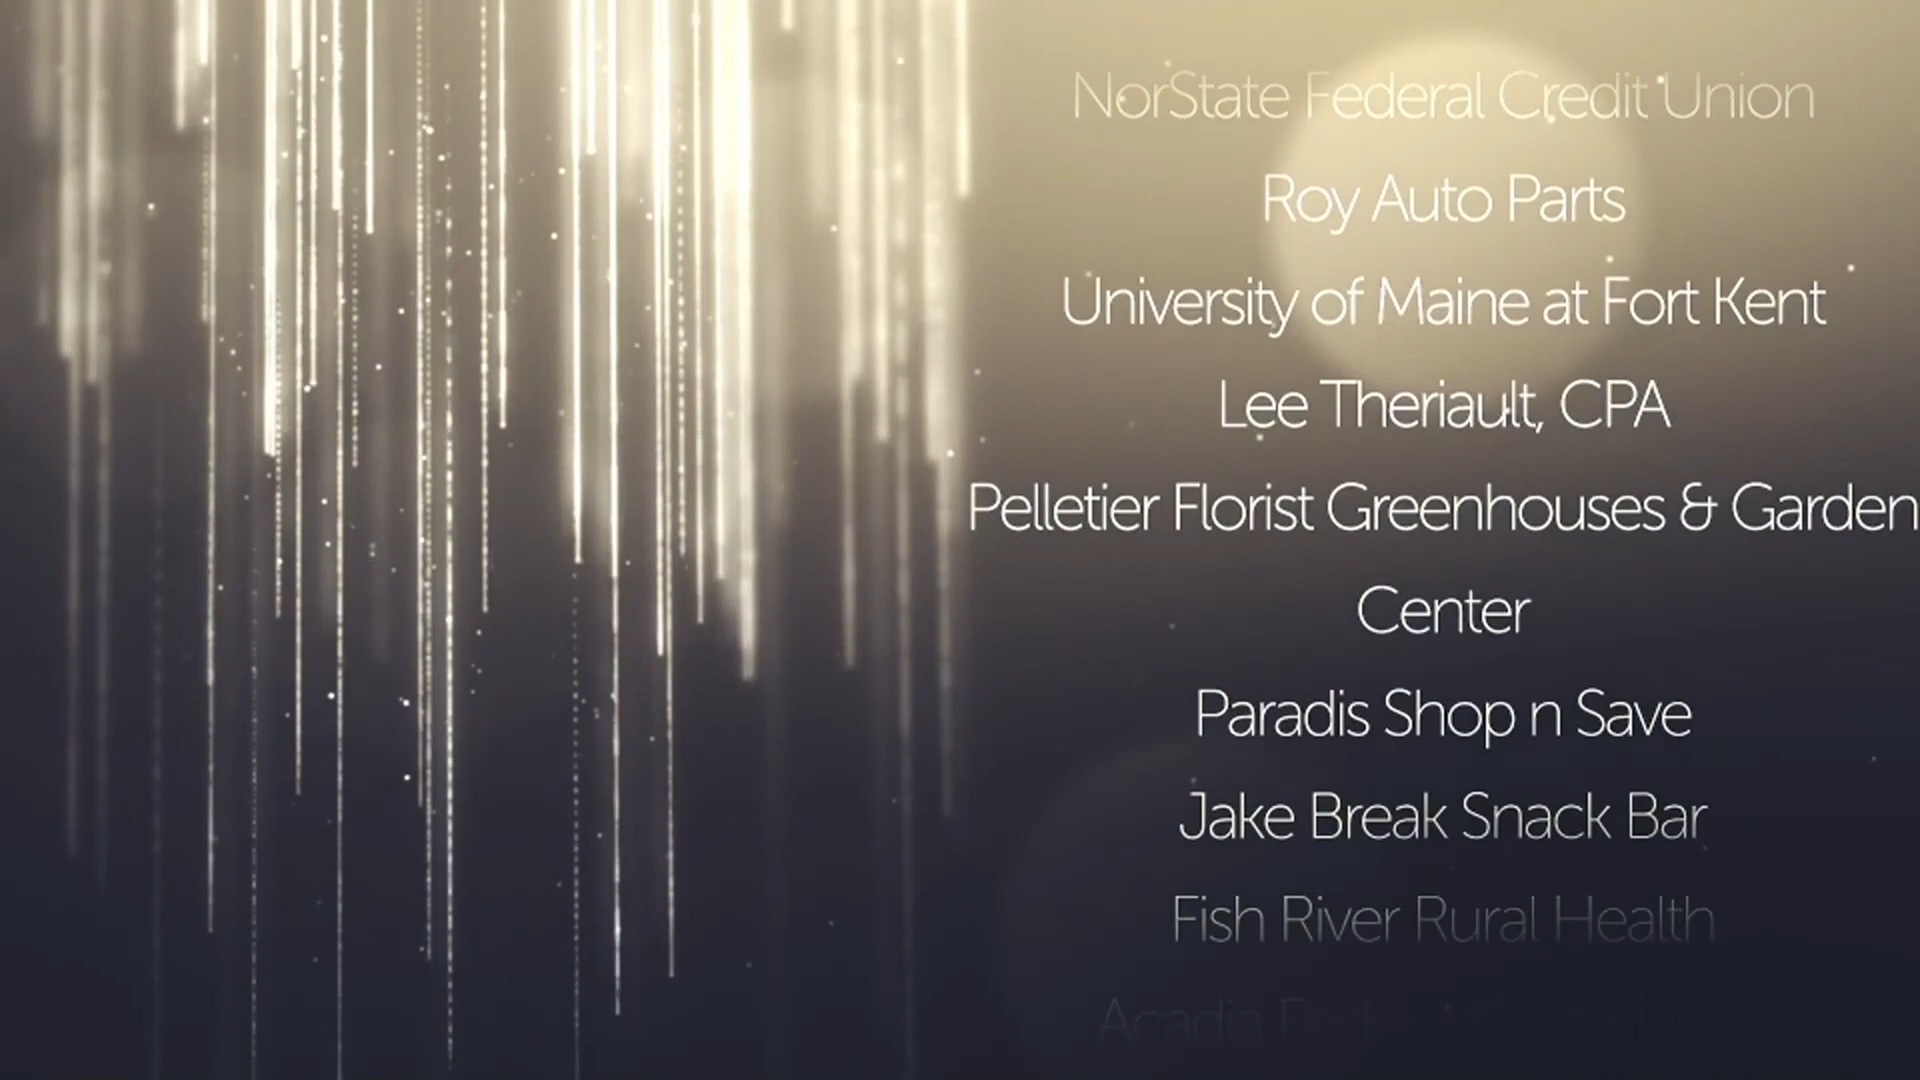 NorState Federal Credit Union
Roy Auto Parts
University of Maine at Fort Kent
Lee Theriault, CPA
Pelletier Florist Greenhouses & Garden
Center
Paradis Shop n Save
Jake Break Snack Bar
Fish River Rural Health
Acadia